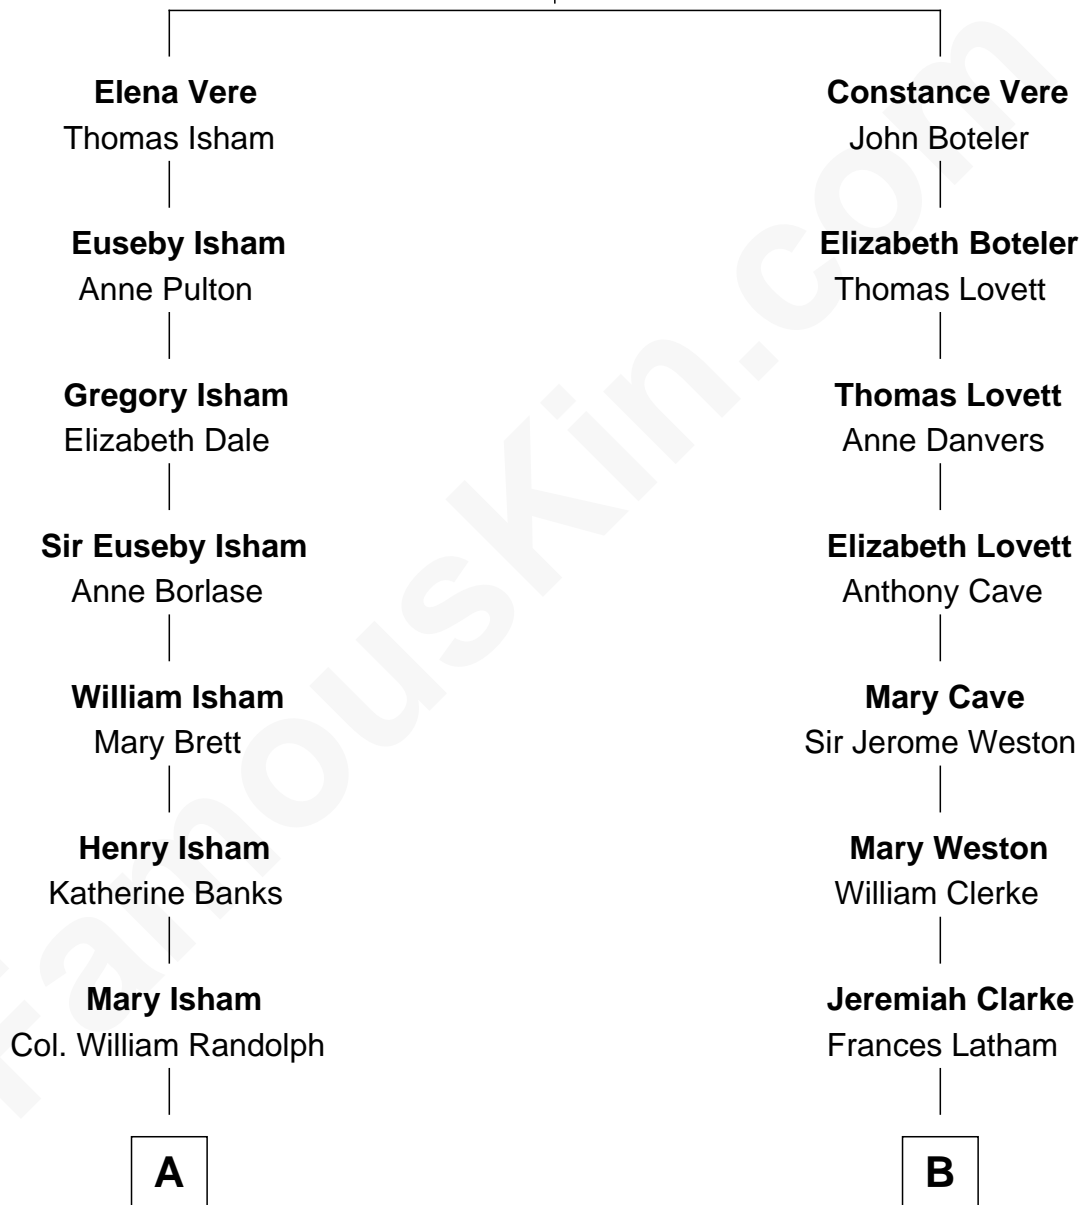 Elena Vere
Thomas Isham
Constance Vere
John Boteler
Euseby Isham
Anne Pulton
Elizabeth Boteler
Thomas Lovett
Gregory Isham
Elizabeth Dale
Thomas Lovett
Anne Danvers
Sir Euseby Isham
Anne Borlase
Elizabeth Lovett
Anthony Cave
William Isham
Mary Brett
Mary Cave
Sir Jerome Weston
Henry Isham
Katherine Banks
Mary Weston
William Clerke
Mary Isham
Col. William Randolph
Jeremiah Clarke
Frances Latham
A
B
FamousKin.com